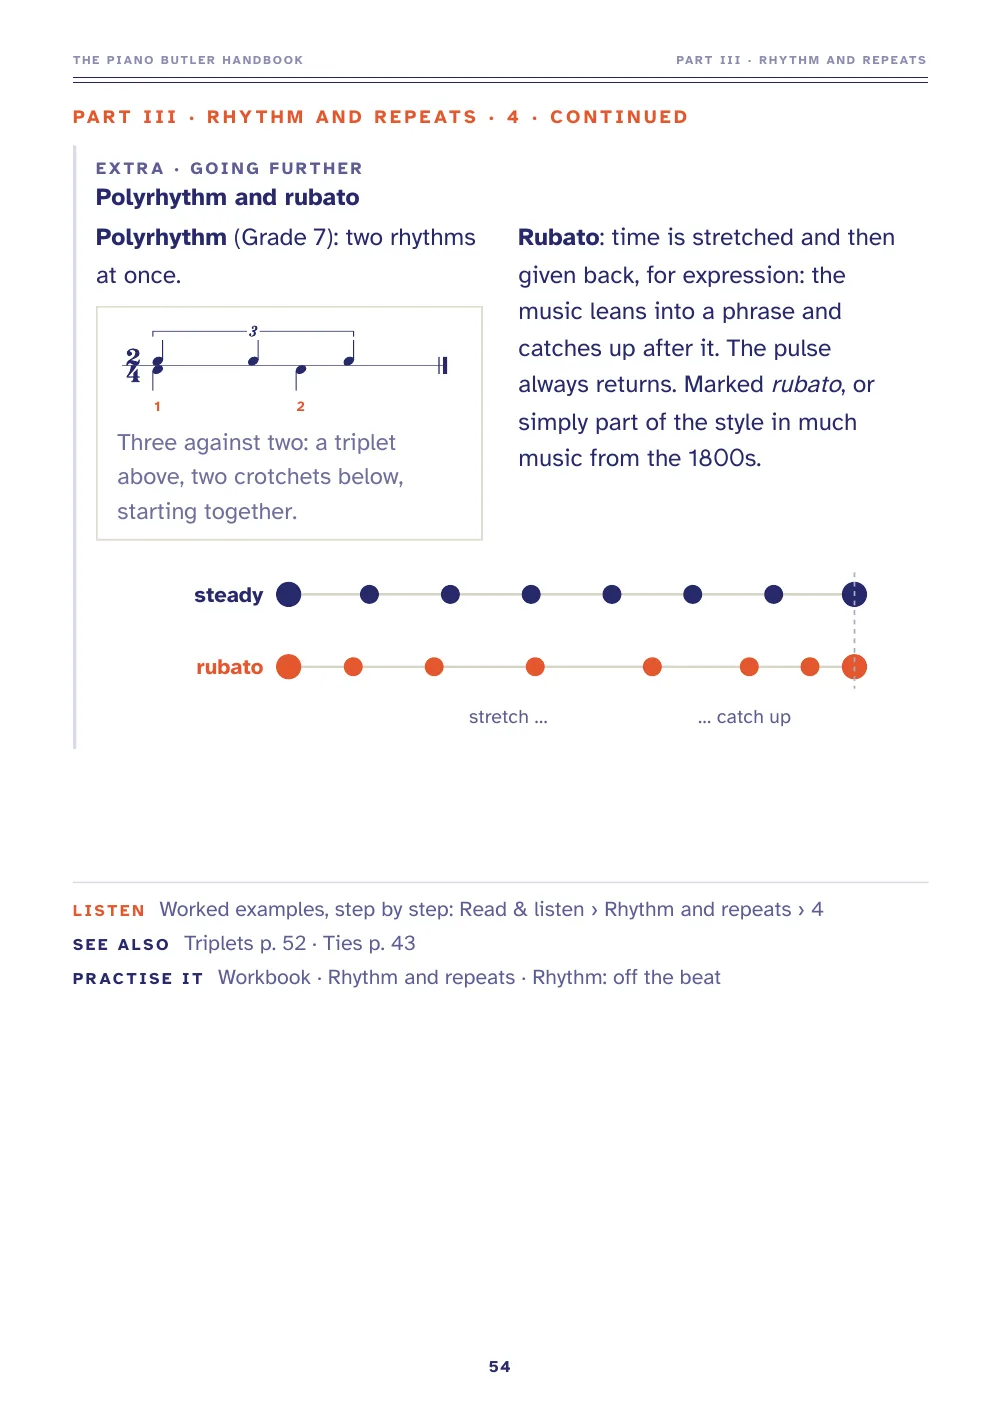 THE PIANO BUTLER HANDBOOK
PART III · RHYTHM AND REPEATS
PART III · RHYTHM AND REPEATS · 4 · CONTINUED
EXTRA · GOING FURTHER
Polyrhythm and rubato
Polyrhythm (Grade 7): two rhythms
at once.
3
2
4
1
2
Three against two: a triplet
above, two crotchets below,
starting together.
Rubato: time is stretched and then
given back, for expression: the
music leans into a phrase and
catches up after it. The pulse
always returns. Marked rubato, or
simply part of the style in much
music from the 1800s.
steady
rubato
stretch ...
... catch up
LISTEN Worked examples, step by step: Read & listen › Rhythm and repeats › 4
SEE ALSO Triplets p. 52 · Ties p. 43
PRACTISE IT Workbook · Rhythm and repeats · Rhythm: off the beat
54